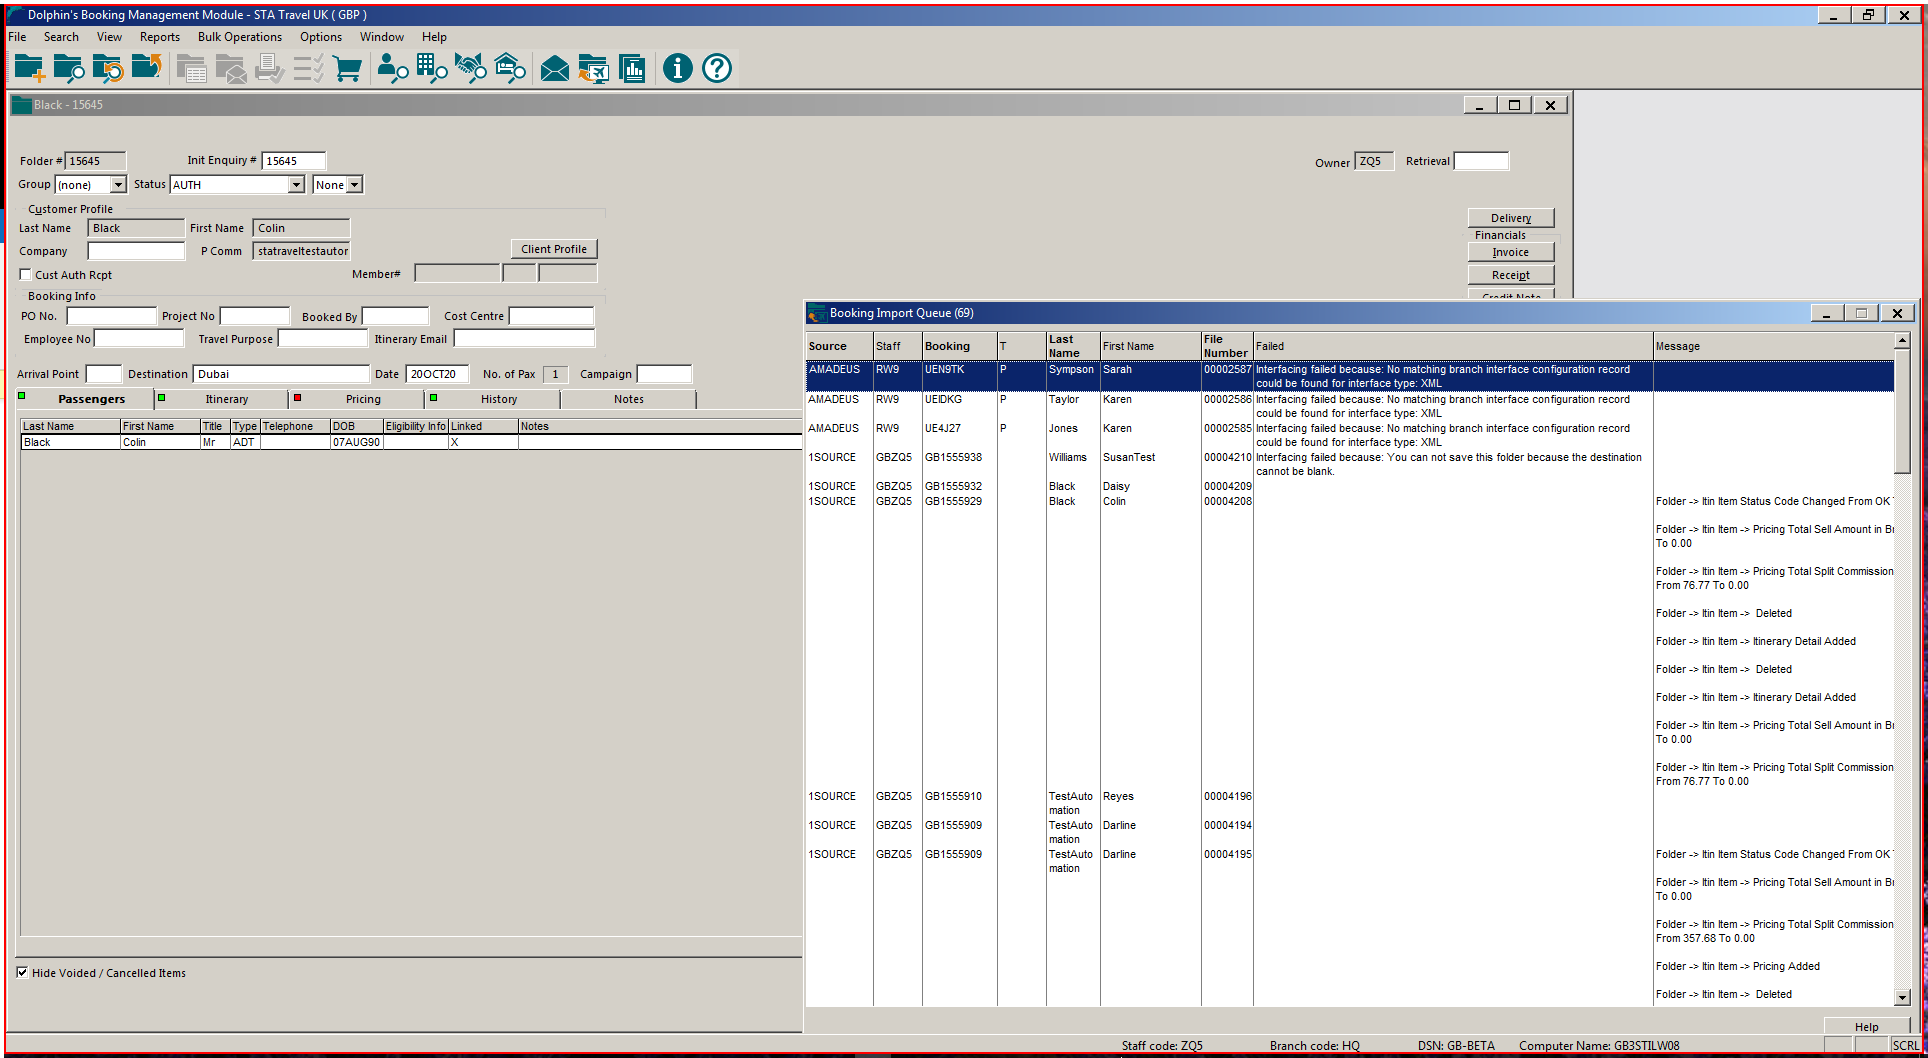 Dolphin's Booking Management Module - STA Travel UK ( GBP )
File Search View Reports Bulk Operations Options Window Help
Black - 15645
Folder # 15645 Init Enquiry # 15645 Owner ZQ5 Retrieval
Group (none) Status AUTH None
Customer Profile
Last Name Black First Name Colin Delivery
Company P Comm statraveltestautor Client Profile Financials
Invoice
Cust Auth Rcpt Member# Receipt
Booking Info Credit Note
PO No. Project No Booked By Cost Centre
Employee No Travel Purpose Itinerary Email
Arrival Point Destination Dubai Date 20OCT20 No. of Pax 1 Campaign
Passengers Itinerary Pricing History Notes
Last Name First Name Title Type Telephone DOB Eligibility Info Linked Notes
Black Colin Mr ADT 07AUG90 X
Hide Voided / Cancelled Items
Booking Import Queue (69)
Source Staff Booking T Last Name First Name File Number Failed Message
AMADEUS RW9 UEN9TK P Sympson Sarah 00002587 Interfacing failed because: No matching branch interface configuration record
could be found for interface type: XML
AMADEUS RW9 UEIDKG P Taylor Karen 00002586 Interfacing failed because: No matching branch interface configuration record
could be found for interface type: XML
AMADEUS RW9 UE4J27 P Jones Karen 00002585 Interfacing failed because: No matching branch interface configuration record
could be found for interface type: XML
1SOURCE GBZQ5 GB1555938 Williams SusanTest 00004210 Interfacing failed because: You can not save this folder because the destination
cannot be blank.
1SOURCE GBZQ5 GB1555932 Black Daisy 00004209
1SOURCE GBZQ5 GB1555929 Black Colin 00004208 Folder -> Itin Item Status Code Changed From OK
Folder -> Itin Item -> Pricing Total Sell Amount in
To 0.00
Folder -> Itin Item -> Pricing Total Split Commission
From 76.77 To 0.00
Folder -> Itin Item -> Deleted
Folder -> Itin Item -> Itinerary Detail Added
Folder -> Itin Item -> Deleted
Folder -> Itin Item -> Itinerary Detail Added
Folder -> Itin Item -> Pricing Total Sell Amount in
To 0.00
Folder -> Itin Item -> Pricing Total Split Commission
From 76.77 To 0.00
1SOURCE GBZQ5 GB1555910 TestAuto Reyes 00004196
mation
1SOURCE GBZQ5 GB1555909 TestAuto Darline 00004194
mation
1SOURCE GBZQ5 GB1555909 TestAuto Darline 00004195 Folder -> Itin Item Status Code Changed From OK
mation
Folder -> Itin Item -> Pricing Total Sell Amount in
To 0.00
Folder -> Itin Item -> Pricing Total Split Commission
From 357.68 To 0.00
Folder -> Itin Item -> Pricing Added
Folder -> Itin Item -> Deleted
Help
Staff code: ZQ5 Branch code: HQ DSN: GB-BETA Computer Name: GB3STILW08 SCRL